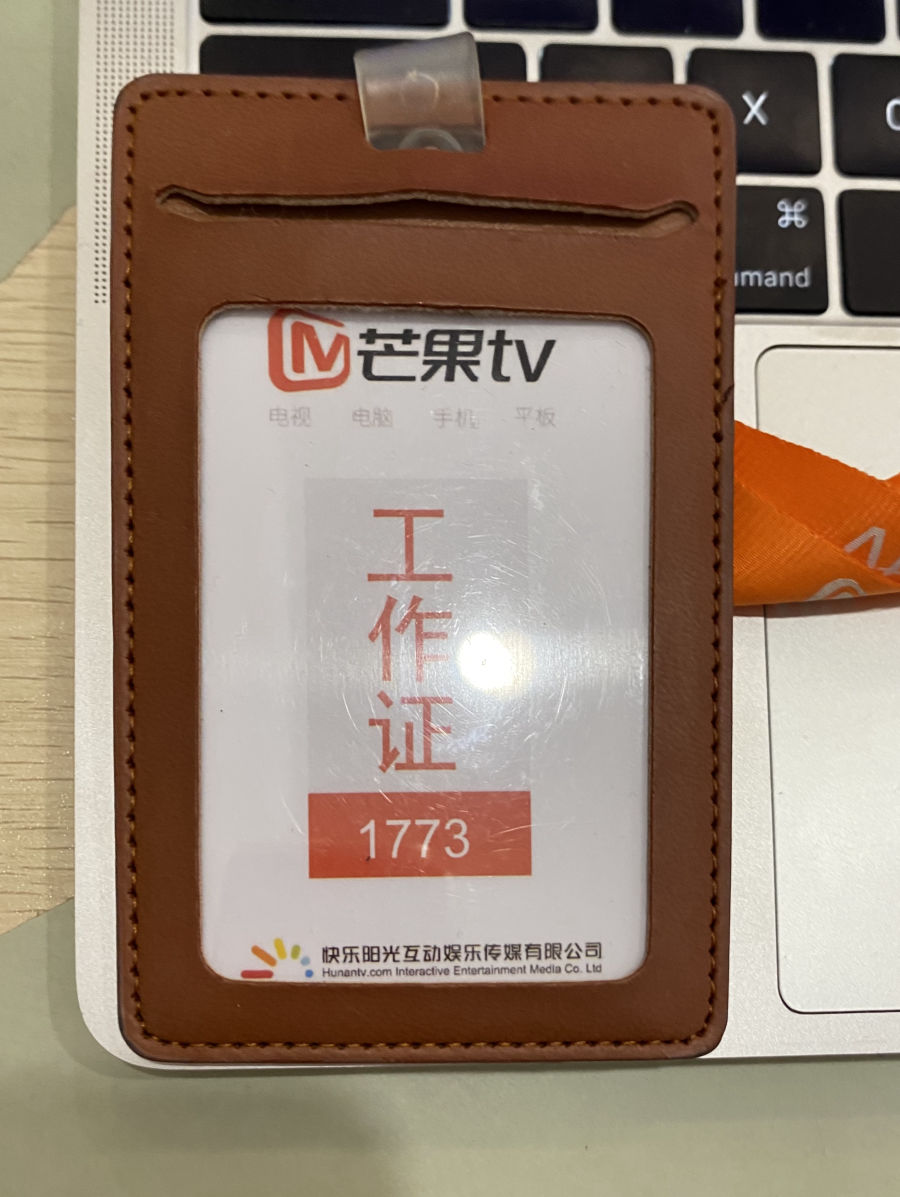 X
⌘
mmand
芒果tv
电视 电脑 手机 平板
工
作
证
1773
快乐阳光互动娱乐传媒有限公司
Hunantv.com Interactive Entertainment Media Co. Ltd